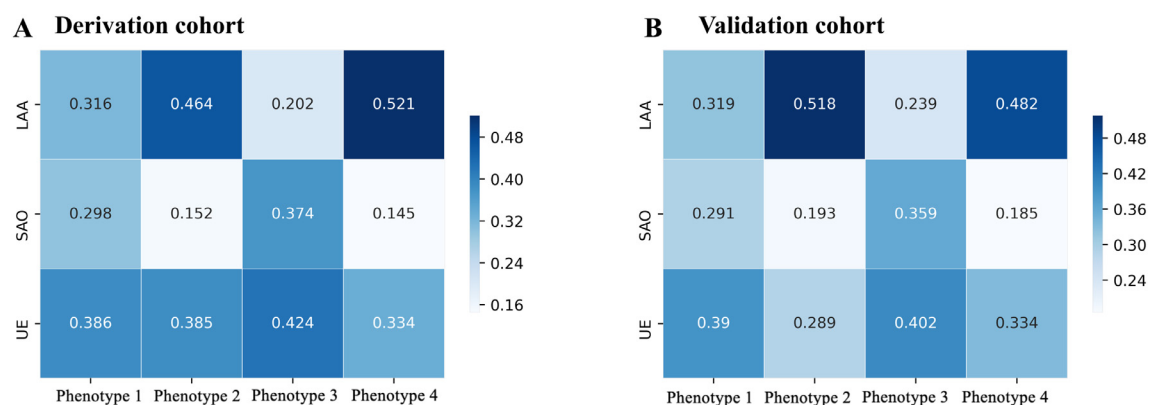 A Derivation cohort
LAA 0.316 0.464 0.202 0.521
SAO 0.298 0.152 0.374 0.145
UE 0.386 0.385 0.424 0.334
Phenotype 1 Phenotype 2 Phenotype 3 Phenotype 4
0.48
0.40
0.32
0.24
0.16
B Validation cohort
LAA 0.319 0.518 0.239 0.482
SAO 0.291 0.193 0.359 0.185
UE 0.39 0.289 0.402 0.334
Phenotype 1 Phenotype 2 Phenotype 3 Phenotype 4
0.48
0.42
0.36
0.30
0.24